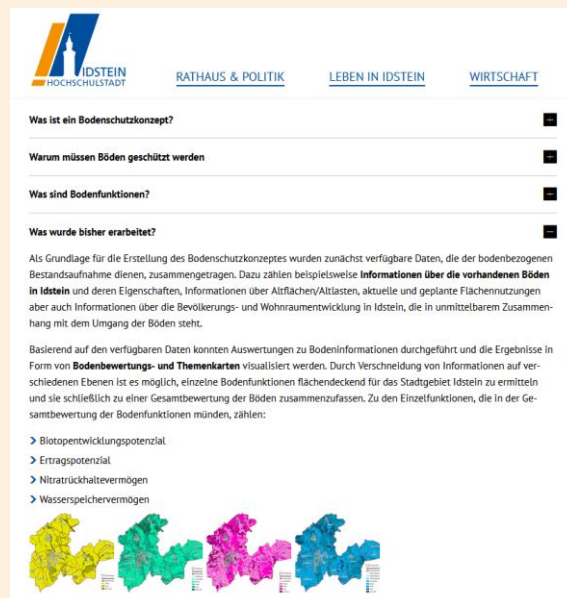 IDSTEIN
HOCHSCHULSTADT
RATHAUS & POLITIK
LEBEN IN IDSTEIN
WIRTSCHAFT
Was ist ein Bodenschutzkonzept?
Warum müssen Böden geschützt werden
Was sind Bodenfunktionen?
Was wurde bisher erarbeitet?
Als Grundlage für die Erstellung des Bodenschutzkonzeptes wurden zunächst verfügbare Daten, die der bodenbezogenen
Bestandsaufnahme dienen, zusammengetragen. Dazu zählen beispielsweise Informationen über die vorhandenen Böden
in Idstein und deren Eigenschaften, Informationen über Altflächen/Altlasten, aktuelle und geplante Flächennutzungen
aber auch Informationen über die Bevölkerungs- und Wohnraumentwicklung in Idstein, die in unmittelbarem Zusammen-
hang mit dem Umgang der Böden steht.
Basierend auf den verfügbaren Daten konnten Auswertungen zu Bodeninformationen durchgeführt und die Ergebnisse in
Form von Bodenbewertungs- und Themenkarten visualisiert werden. Durch Verschneidung von Informationen auf ver-
schiedenen Ebenen ist es möglich, einzelne Bodenfunktionen flächendeckend für das Stadtgebiet Idstein zu ermitteln
und sie schließlich zu einer Gesamtbewertung der Böden zusammenzufassen. Zu den Einzelfunktionen, die in der Ge-
samtbewertung der Bodenfunktionen münden, zählen:
Biotopentwicklungspotenzial
Ertragspotenzial
Nitratrückhaltevermögen
Wasserspeichervermögen